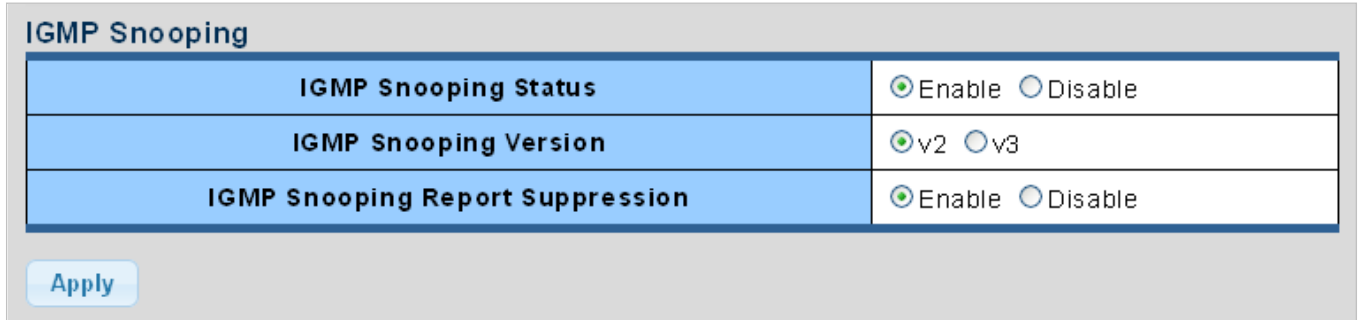 IGMP Snooping
IGMP Snooping Status Enable Disable
IGMP Snooping Version v2 v3
IGMP Snooping Report Suppression Enable Disable
Apply